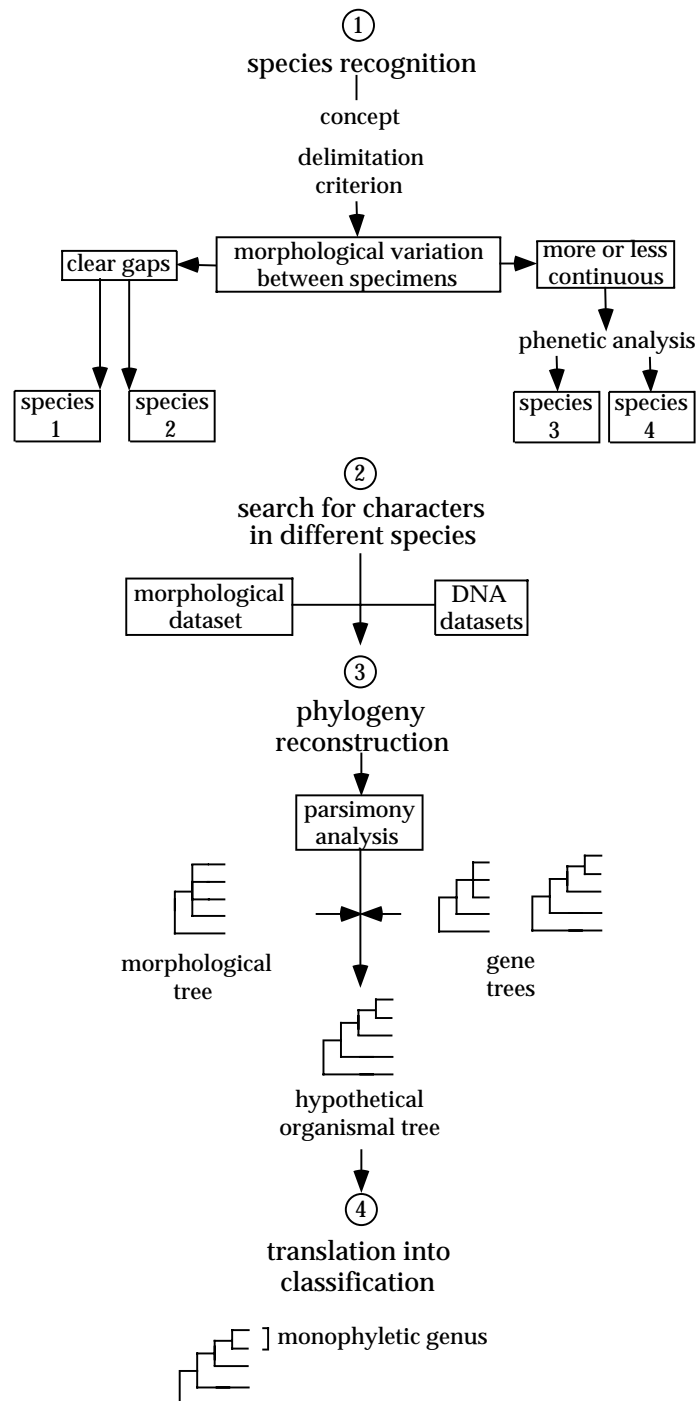 1
species recognition
concept
delimitation
criterion
clear gaps
morphological variation
between specimens
more or less
continuous
phenetic analysis
species
1
species
2
species
3
species
4
2
search for characters
in different species
morphological
dataset
DNA
datasets
3
phylogeny
reconstruction
parsimony
analysis
morphological
tree
gene
trees
hypothetical
organismal tree
4
translation into
classification
monophyletic genus